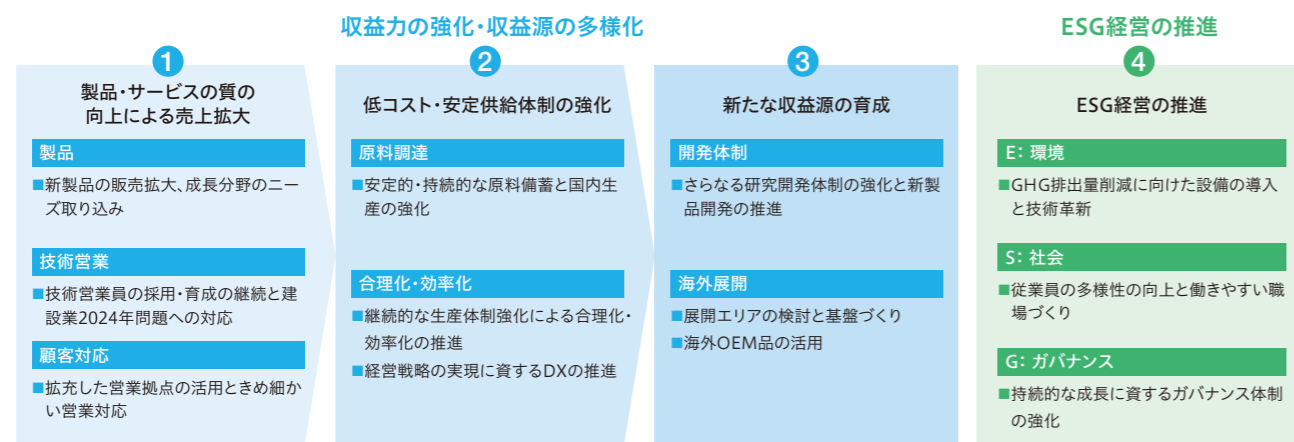 収益力の強化・収益源の多様化
1
製品・サービスの質の
向上による売上拡大
製品
■新製品の販売拡大、成長分野のニー
ズ取り込み
技術営業
■技術営業員の採用・育成の継続と建
設業2024年問題への対応
顧客対応
■拡充した営業拠点の活用ときめ細か
い営業対応
2
低コスト・安定供給体制の強化
原料調達
■安定的・持続的な原料備蓄と国内生
産の強化
合理化・効率化
■継続的な生産体制強化による合理化・
効率化の推進
■経営戦略の実現に資するDXの推進
3
新たな収益源の育成
開発体制
■さらなる研究開発体制の強化と新製
品開発の推進
海外展開
■展開エリアの検討と基盤づくり
■海外OEM品の活用
ESG経営の推進
4
ESG経営の推進
E：環境
■GHG排出量削減に向けた設備の導入
と技術革新
S：社会
■従業員の多様性の向上と働きやすい職
場づくり
G：ガバナンス
■持続的な成長に資するガバナンス体制
の強化